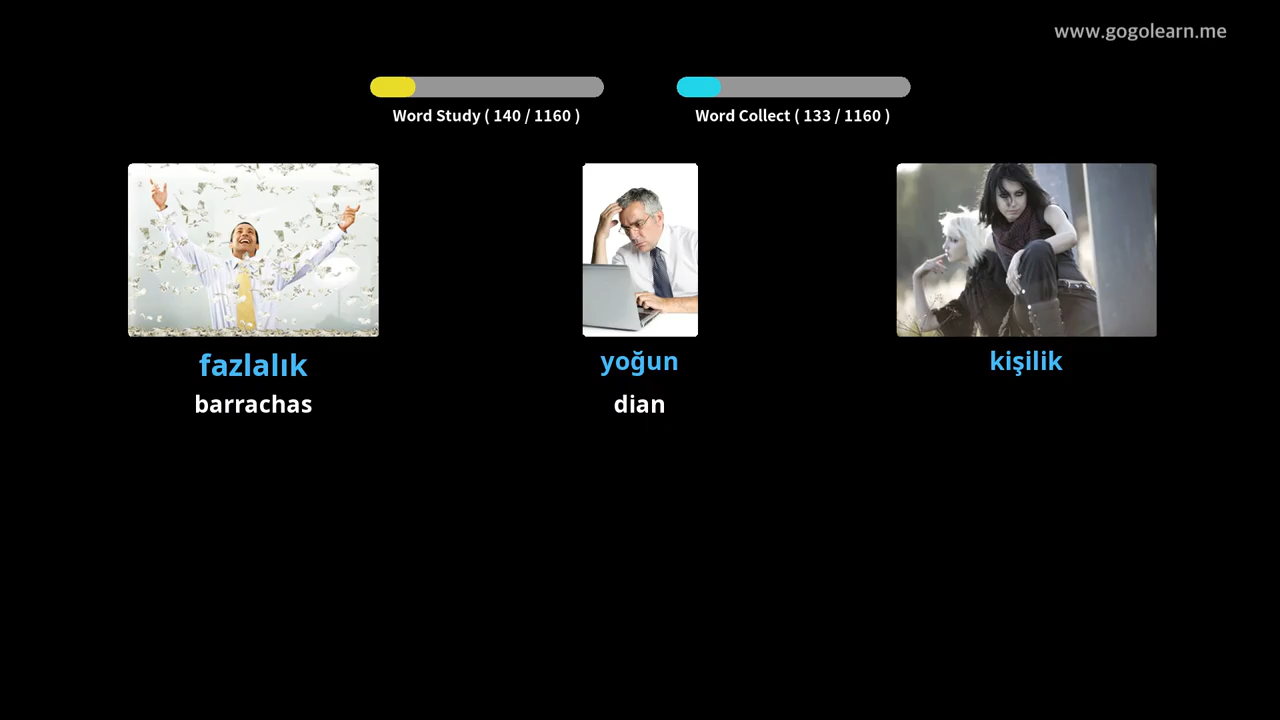 www.gogolearn.me
Word Study ( 140 / 1160 )
Word Collect ( 133 / 1160 )
fazlalık
yoğun
kişilik
barrachas
dian